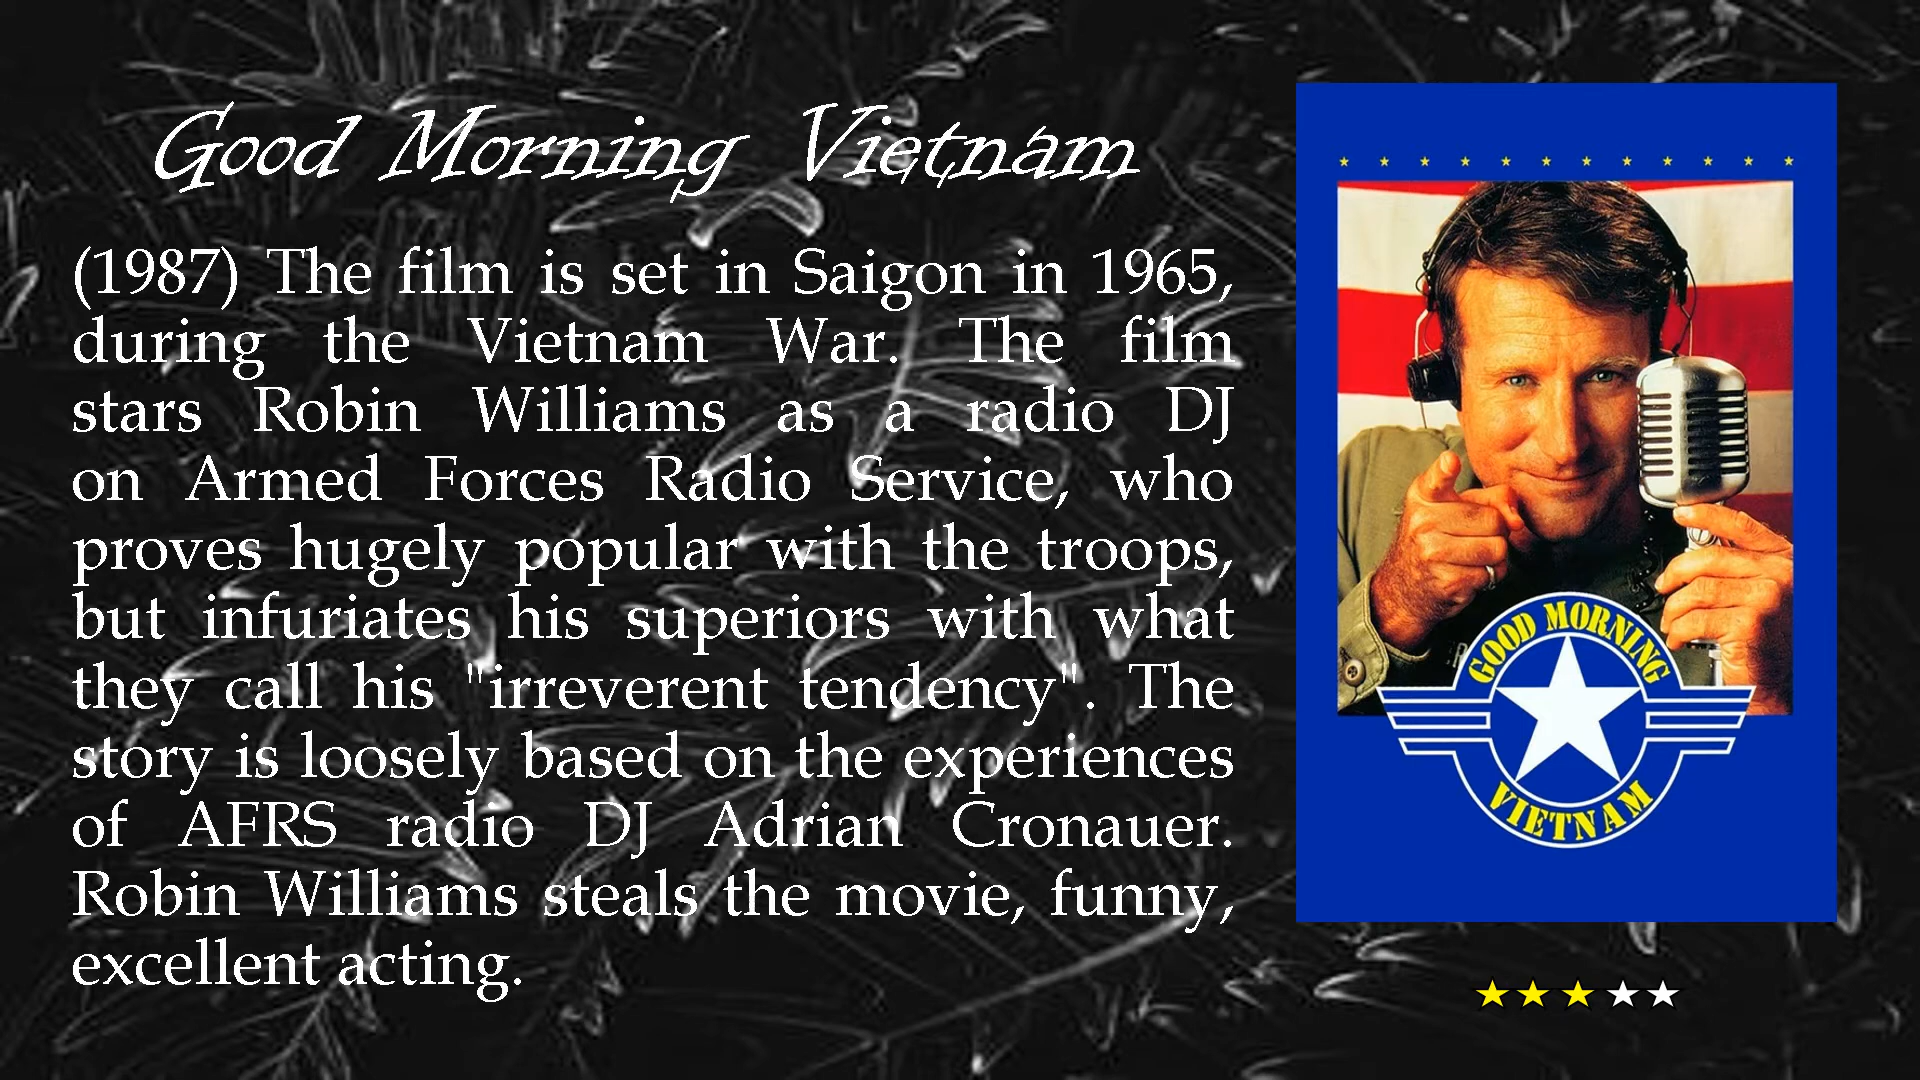 Good Morning Vietnam
(1987) The film is set in Saigon in 1965,
during the Vietnam War. The film
stars Robin Williams as a radio DJ
on Armed Forces Radio Service, who
proves hugely popular with the troops,
but infuriates his superiors with what
they call his "irreverent tendency". The
story is loosely based on the experiences
of AFRS radio DJ Adrian Cronauer.
Robin Williams steals the movie, funny,
excellent acting.
GOOD MORNING
VIETNAM